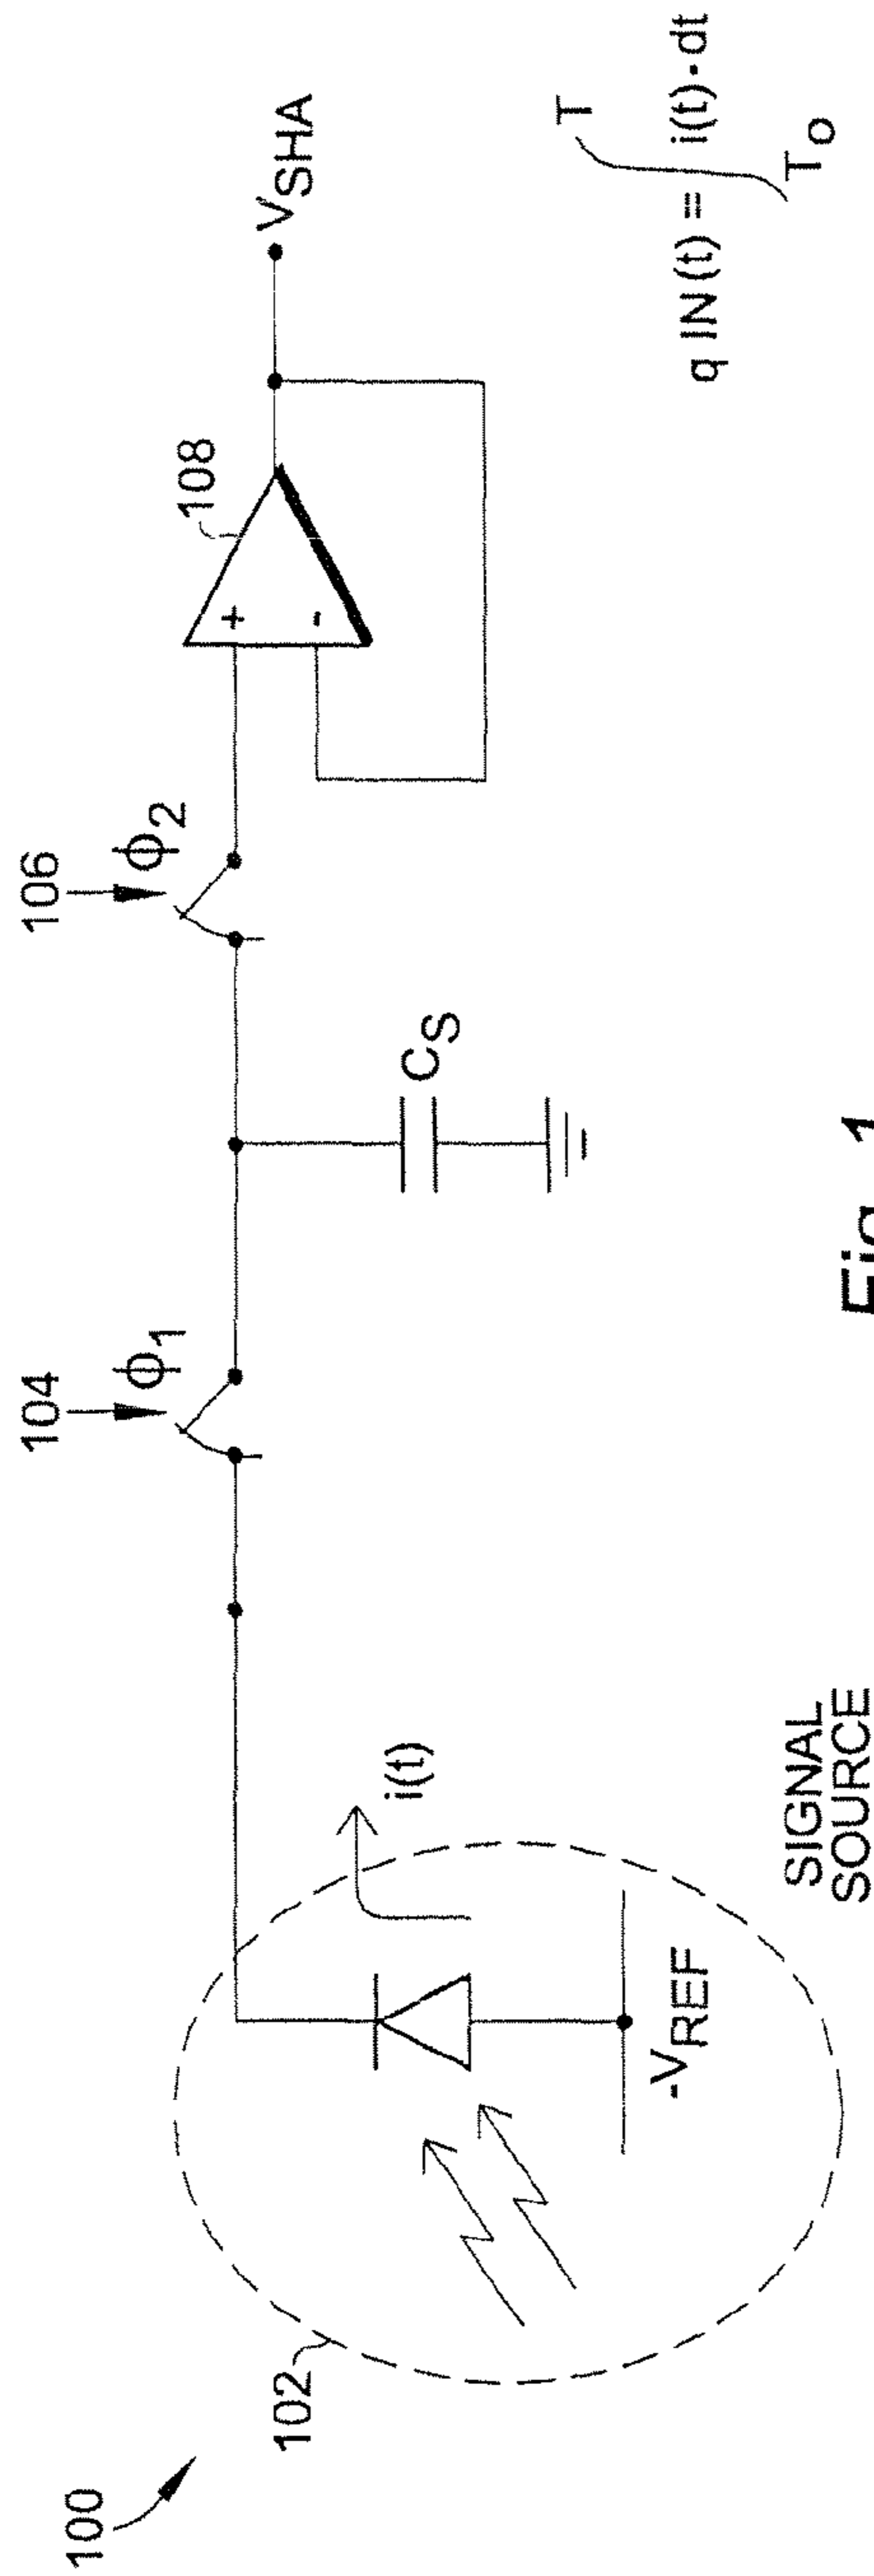 100
102
104
ϕ1
106
ϕ2
108
+
-
VSHA
CS
i(t)
-VREF
SIGNAL
SOURCE
T
q IN (t) = ∫ i(t)·dt
TO
Fig. 1